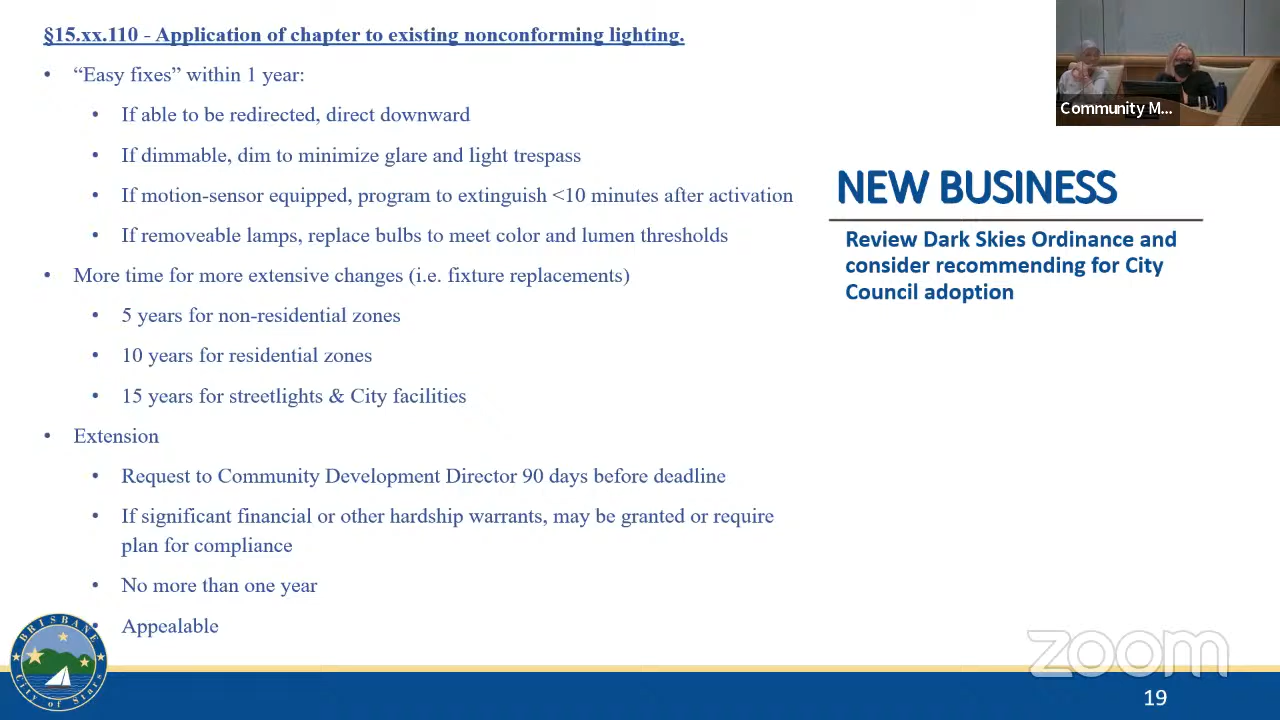 §15.xx.110 - Application of chapter to existing nonconforming lighting.
• “Easy fixes” within 1 year:
• If able to be redirected, direct downward
• If dimmable, dim to minimize glare and light trespass
• If motion-sensor equipped, program to extinguish <10 minutes after activation
• If removeable lamps, replace bulbs to meet color and lumen thresholds
• More time for more extensive changes (i.e. fixture replacements)
• 5 years for non-residential zones
• 10 years for residential zones
• 15 years for streetlights & City facilities
• Extension
• Request to Community Development Director 90 days before deadline
• If significant financial or other hardship warrants, may be granted or require
plan for compliance
• No more than one year
• Appealable
Community M...
NEW BUSINESS
Review Dark Skies Ordinance and
consider recommending for City
Council adoption
BRISBANE
City of Stars
zoom
19